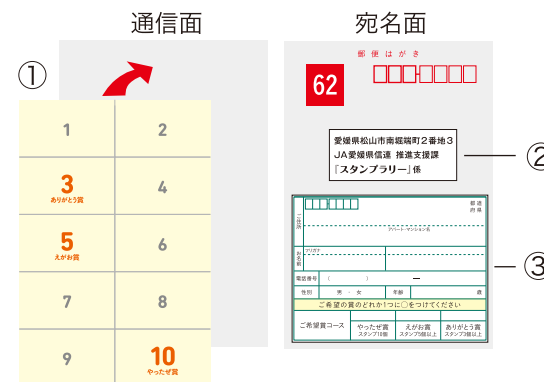 通信面
宛名面
①
1
2
3
ありがとう賞
4
5
えがお賞
6
7
8
9
10
やったぜ賞
郵便はがき
62
愛媛県松山市南堀端町2番地3
JA愛媛県信連 推進支援課
「スタンプラリー」係
②
ご住所
都道
府県
アパート・マンション名
フリガナ
お名前
③
電話番号 ( ) ー
性別 男・女 年齢 歳
ご希望の賞のどれか1つに○をつけてください
ご希望賞コース
やったぜ賞
スタンプ10個
えがお賞
スタンプ5個以上
ありがとう賞
スタンプ3個以上